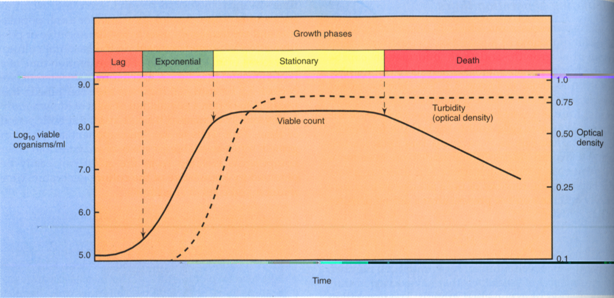 Growth phases
Lag
Exponential
Stationary
Death
9.0
8.0
7.0
6.0
5.0
Log10 viable
organisms/ml
Viable count
Turbidity
(optical density)
1.0
0.75
0.50
0.25
0.1
Optical
density
Time